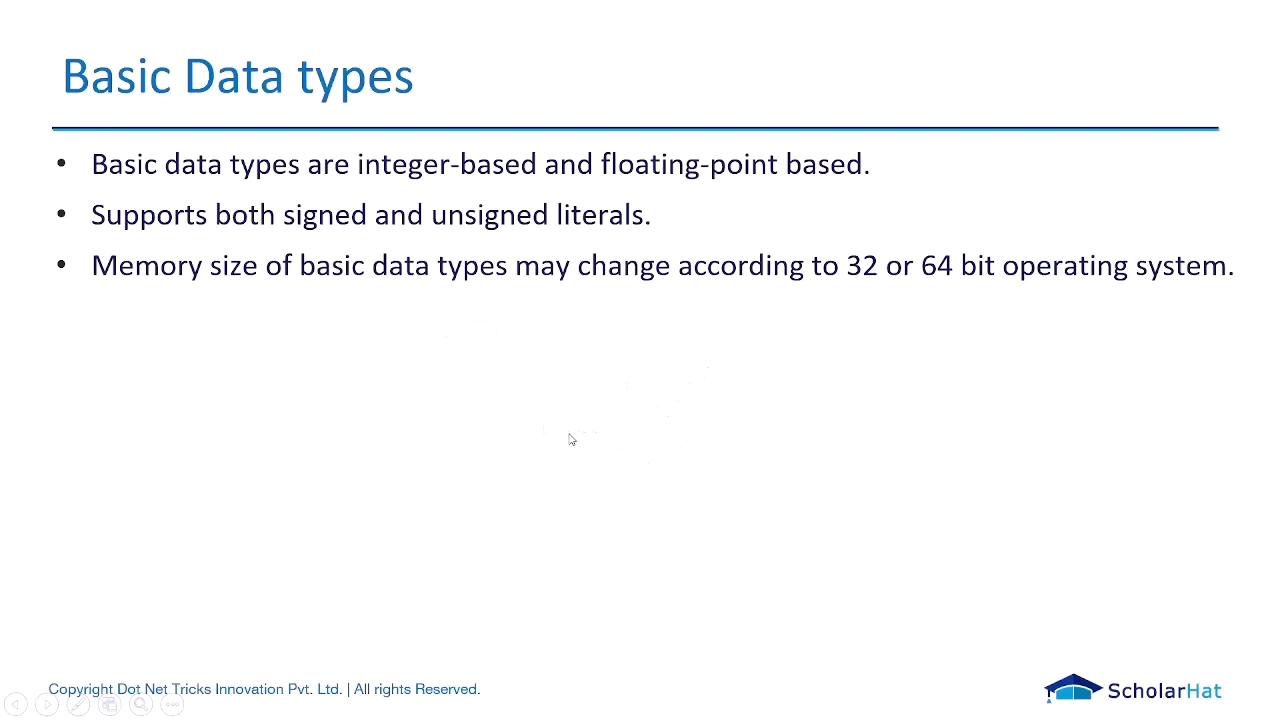 Basic Data types
• Basic data types are integer-based and floating-point based.
• Supports both signed and unsigned literals.
• Memory size of basic data types may change according to 32 or 64 bit operating system.
Copyright Dot Net Tricks Innovation Pvt. Ltd. | All rights Reserved.
ScholarHat